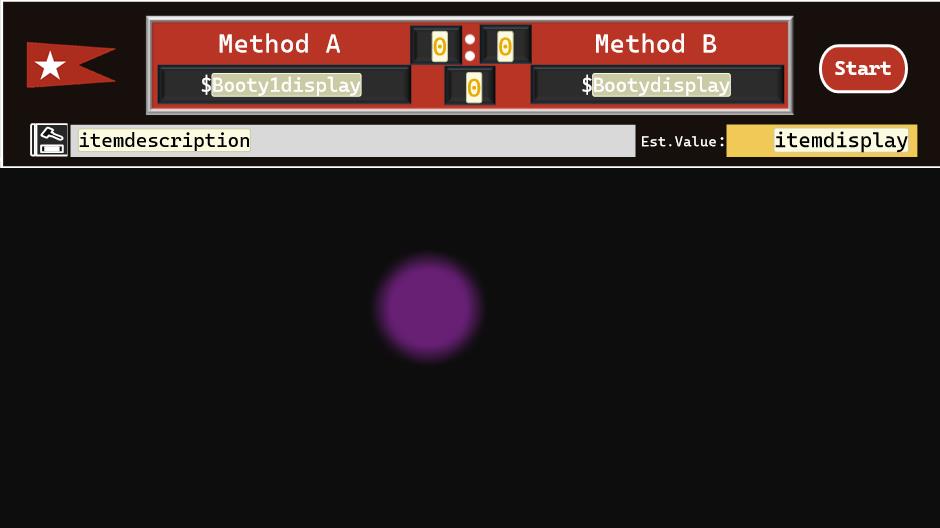 Method A
0 : 0
Method B
$Booty1display
0
$Bootydisplay
Start
itemdescription
Est.Value:
itemdisplay